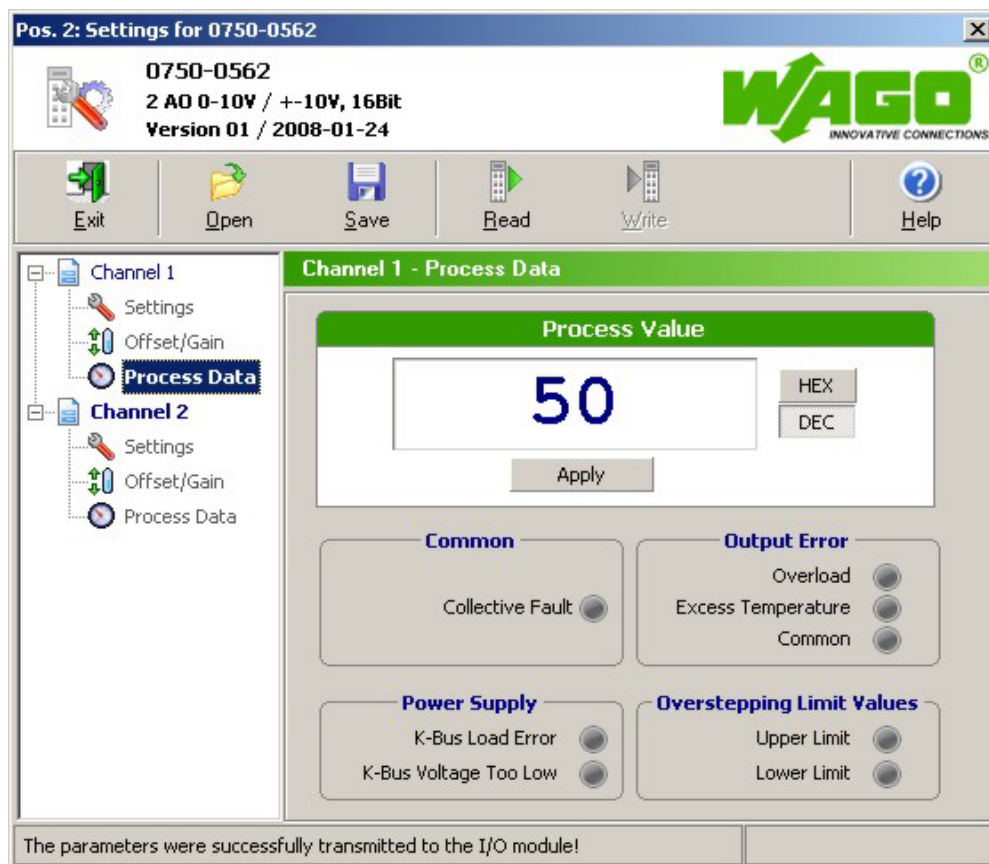 Pos. 2: Settings for 0750-0562
0750-0562
2 AO 0-10V / +-10V, 16Bit
Version 01 / 2008-01-24
WAGO®
INNOVATIVE CONNECTIONS
Exit
Open
Save
Read
Write
Help
Channel 1
Settings
Offset/Gain
Process Data
Channel 2
Settings
Offset/Gain
Process Data
Channel 1 - Process Data
Process Value
50
HEX
DEC
Apply
Common
Collective Fault
Output Error
Overload
Excess Temperature
Common
Power Supply
K-Bus Load Error
K-Bus Voltage Too Low
Overstepping Limit Values
Upper Limit
Lower Limit
The parameters were successfully transmitted to the I/O module!